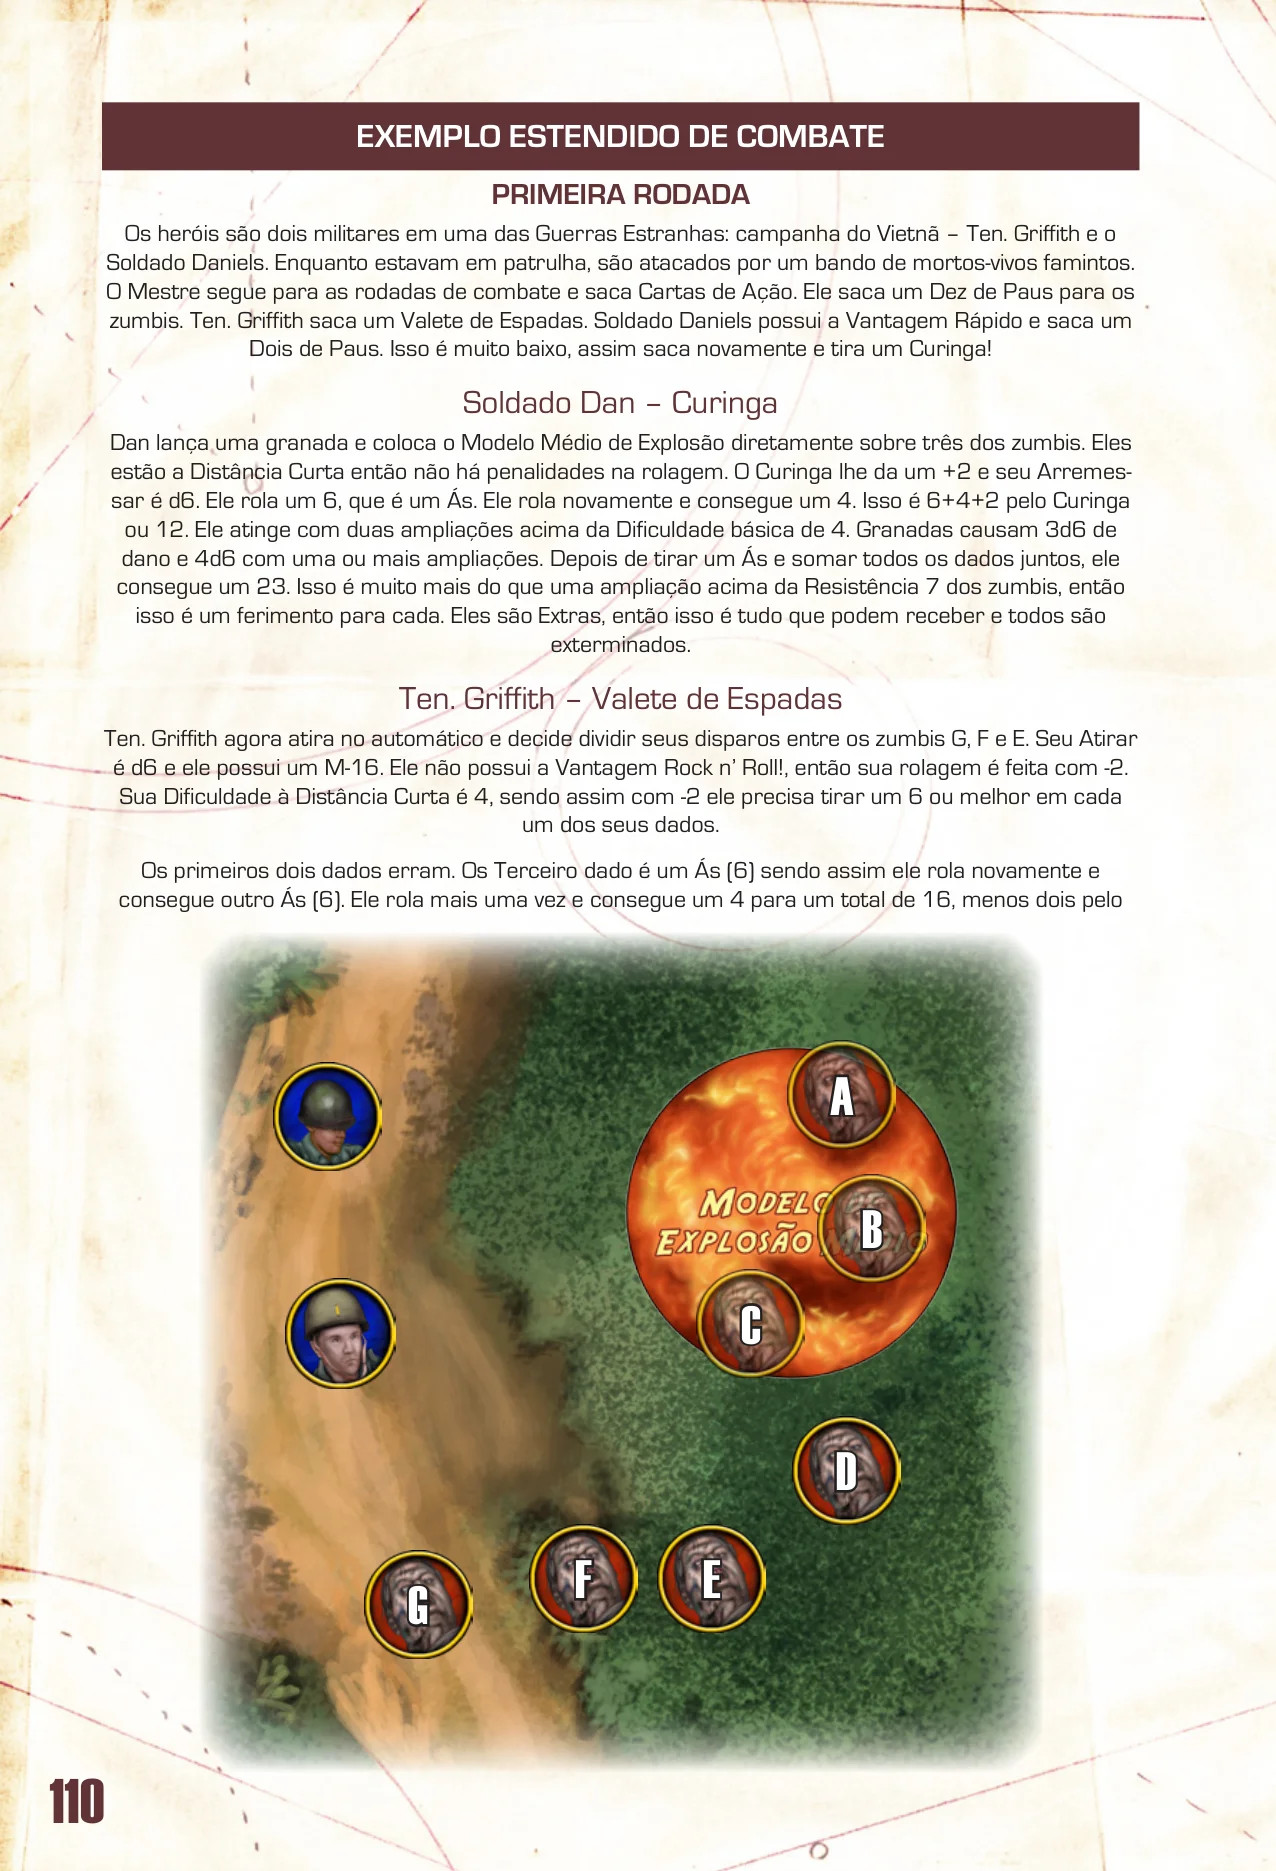 EXEMPLO ESTENDIDO DE COMBATE
PRIMEIRA RODADA
Os heróis são dois militares em uma das Guerras Estranhas: campanha do Vietnã – Ten. Griffith e o
Soldado Daniels. Enquanto estavam em patrulha, são atacados por um bando de mortos-vivos famintos.
O Mestre segue para as rodadas de combate e saca Cartas de Ação. Ele saca um Dez de Paus para os
zumbis. Ten. Griffith saca um Valete de Espadas. Soldado Daniels possui a Vantagem Rápido e saca um
Dois de Paus. Isso é muito baixo, assim saca novamente e tira um Curinga!
Soldado Dan – Curinga
Dan lança uma granada e coloca o Modelo Médio de Explosão diretamente sobre três dos zumbis. Eles
estão a Distância Curta então não há penalidades na rolagem. O Curinga lhe da um +2 e seu Arremes-
sar é d6. Ele rola um 6, que é um Ás. Ele rola novamente e consegue um 4. Isso é 6+4+2 pelo Curinga
ou 12. Ele atinge com duas ampliações acima da Dificuldade básica de 4. Granadas causam 3d6 de
dano e 4d6 com uma ou mais ampliações. Depois de tirar um Ás e somar todos os dados juntos, ele
consegue um 23. Isso é muito mais do que uma ampliação acima da Resistência 7 dos zumbis, então
isso é um ferimento para cada. Eles são Extras, então isso é tudo que podem receber e todos são
exterminados.
Ten. Griffith – Valete de Espadas
Ten. Griffith agora atira no automático e decide dividir seus disparos entre os zumbis G, F e E. Seu Atirar
é d6 e ele possui um M-16. Ele não possui a Vantagem Rock n’ Roll!, então sua rolagem é feita com -2.
Sua Dificuldade à Distância Curta é 4, sendo assim com -2 ele precisa tirar um 6 ou melhor em cada
um dos seus dados.
Os primeiros dois dados erram. Os Terceiro dado é um Ás (6) sendo assim ele rola novamente e
consegue outro Ás (6). Ele rola mais uma vez e consegue um 4 para um total de 16, menos dois pelo
A
MODELO
B
EXPLOSÃO MÉDIO
C
D
F
E
G
110